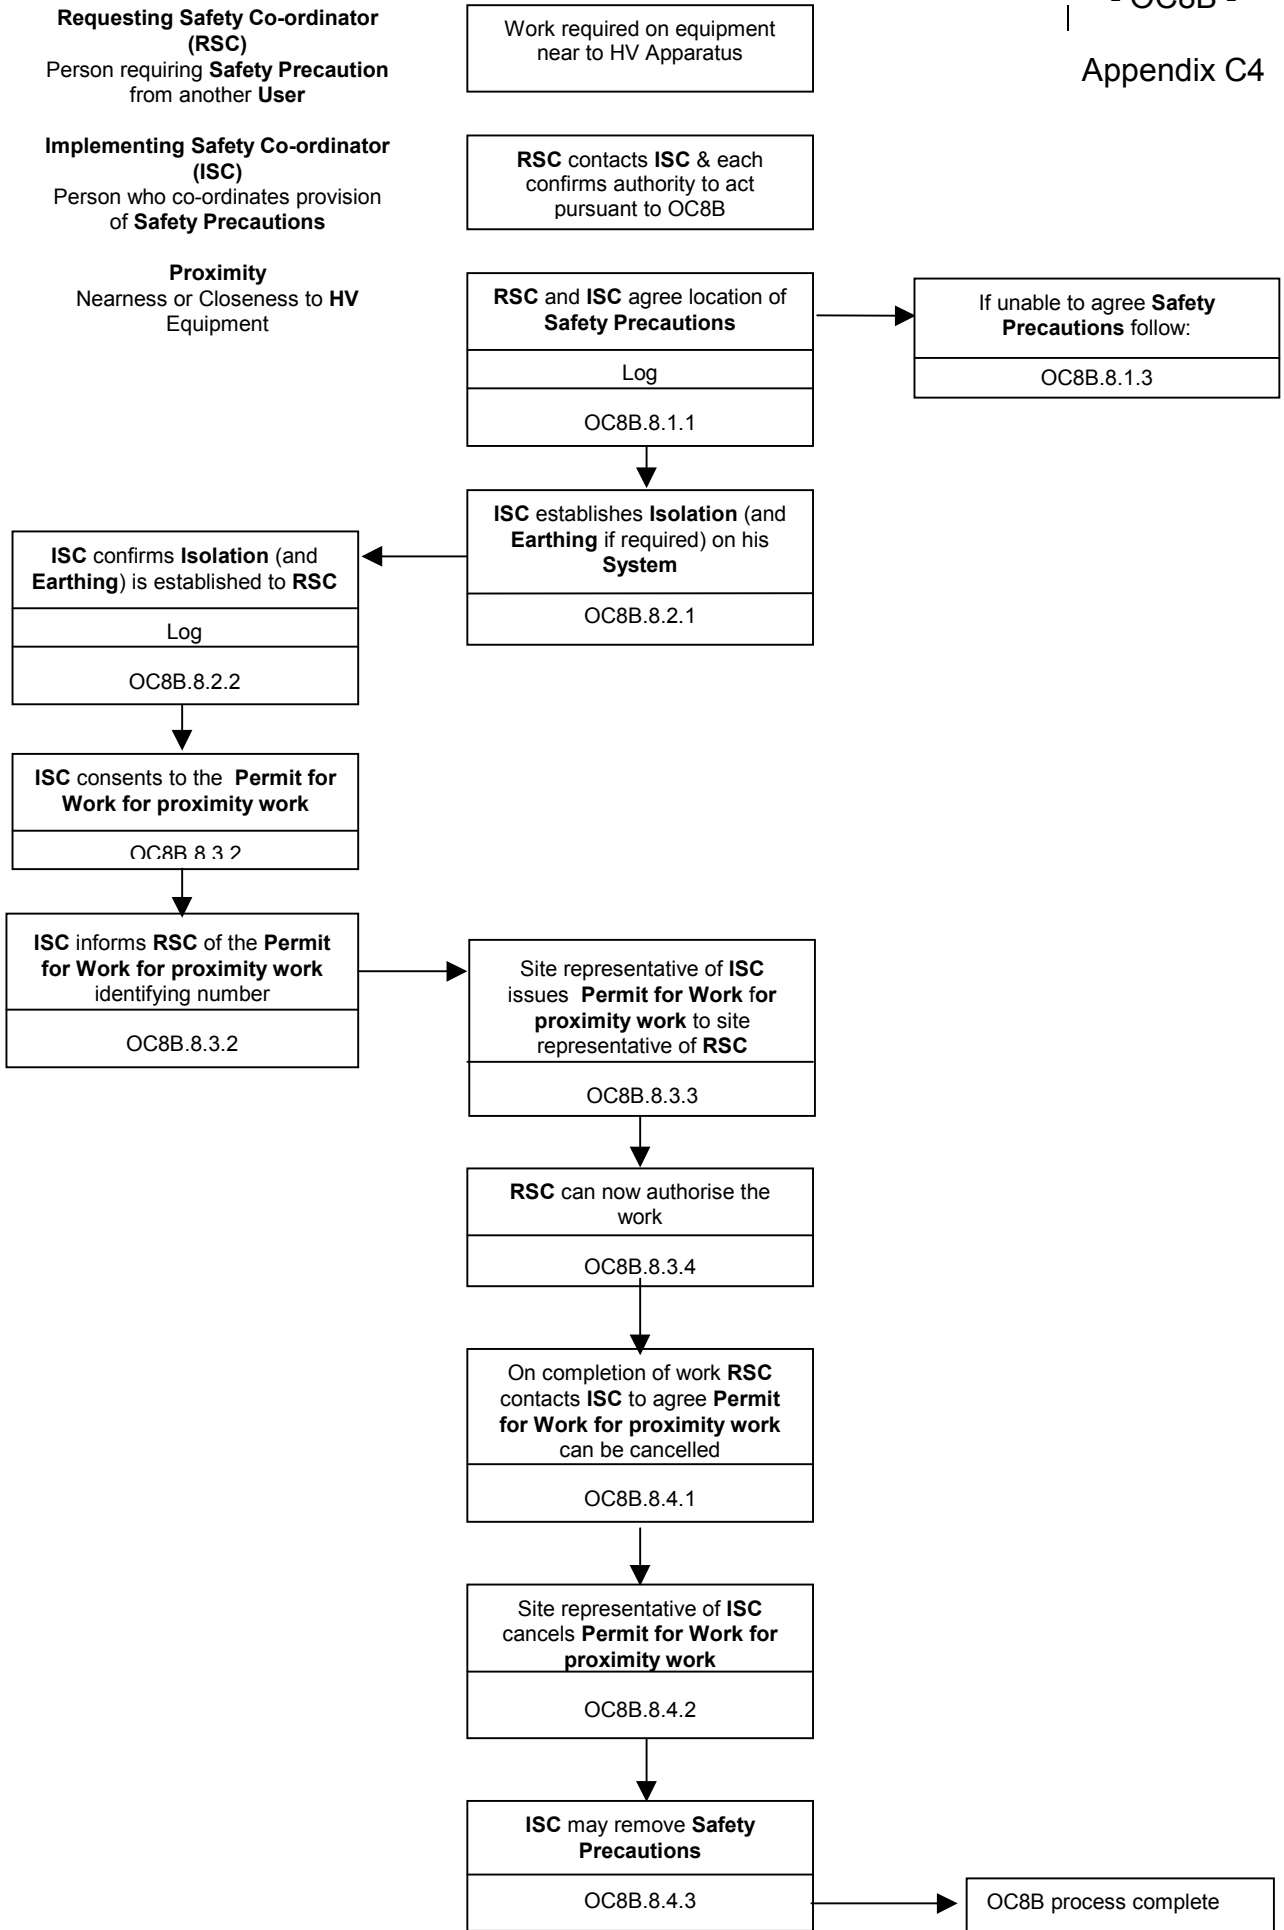 - OC8B -
Appendix C4
Requesting Safety Co-ordinator
(RSC)
Person requiring Safety Precaution
from another User
Work required on equipment
near to HV Apparatus
Implementing Safety Co-ordinator
(ISC)
Person who co-ordinates provision
of Safety Precautions
RSC contacts ISC & each
confirms authority to act
pursuant to OC8B
Proximity
Nearness or Closeness to HV
Equipment
RSC and ISC agree location of
Safety Precautions
Log
OC8B.8.1.1
If unable to agree Safety
Precautions follow:
OC8B.8.1.3
ISC establishes Isolation (and
Earthing if required) on his
System
OC8B.8.2.1
ISC confirms Isolation (and
Earthing) is established to RSC
Log
OC8B.8.2.2
ISC consents to the Permit for
Work for proximity work
OC8B.8.3.2
ISC informs RSC of the Permit
for Work for proximity work
identifying number
OC8B.8.3.2
Site representative of ISC
issues Permit for Work for
proximity work to site
representative of RSC
OC8B.8.3.3
RSC can now authorise the
work
OC8B.8.3.4
On completion of work RSC
contacts ISC to agree Permit
for Work for proximity work
can be cancelled
OC8B.8.4.1
Site representative of ISC
cancels Permit for Work for
proximity work
OC8B.8.4.2
ISC may remove Safety
Precautions
OC8B.8.4.3
OC8B process complete